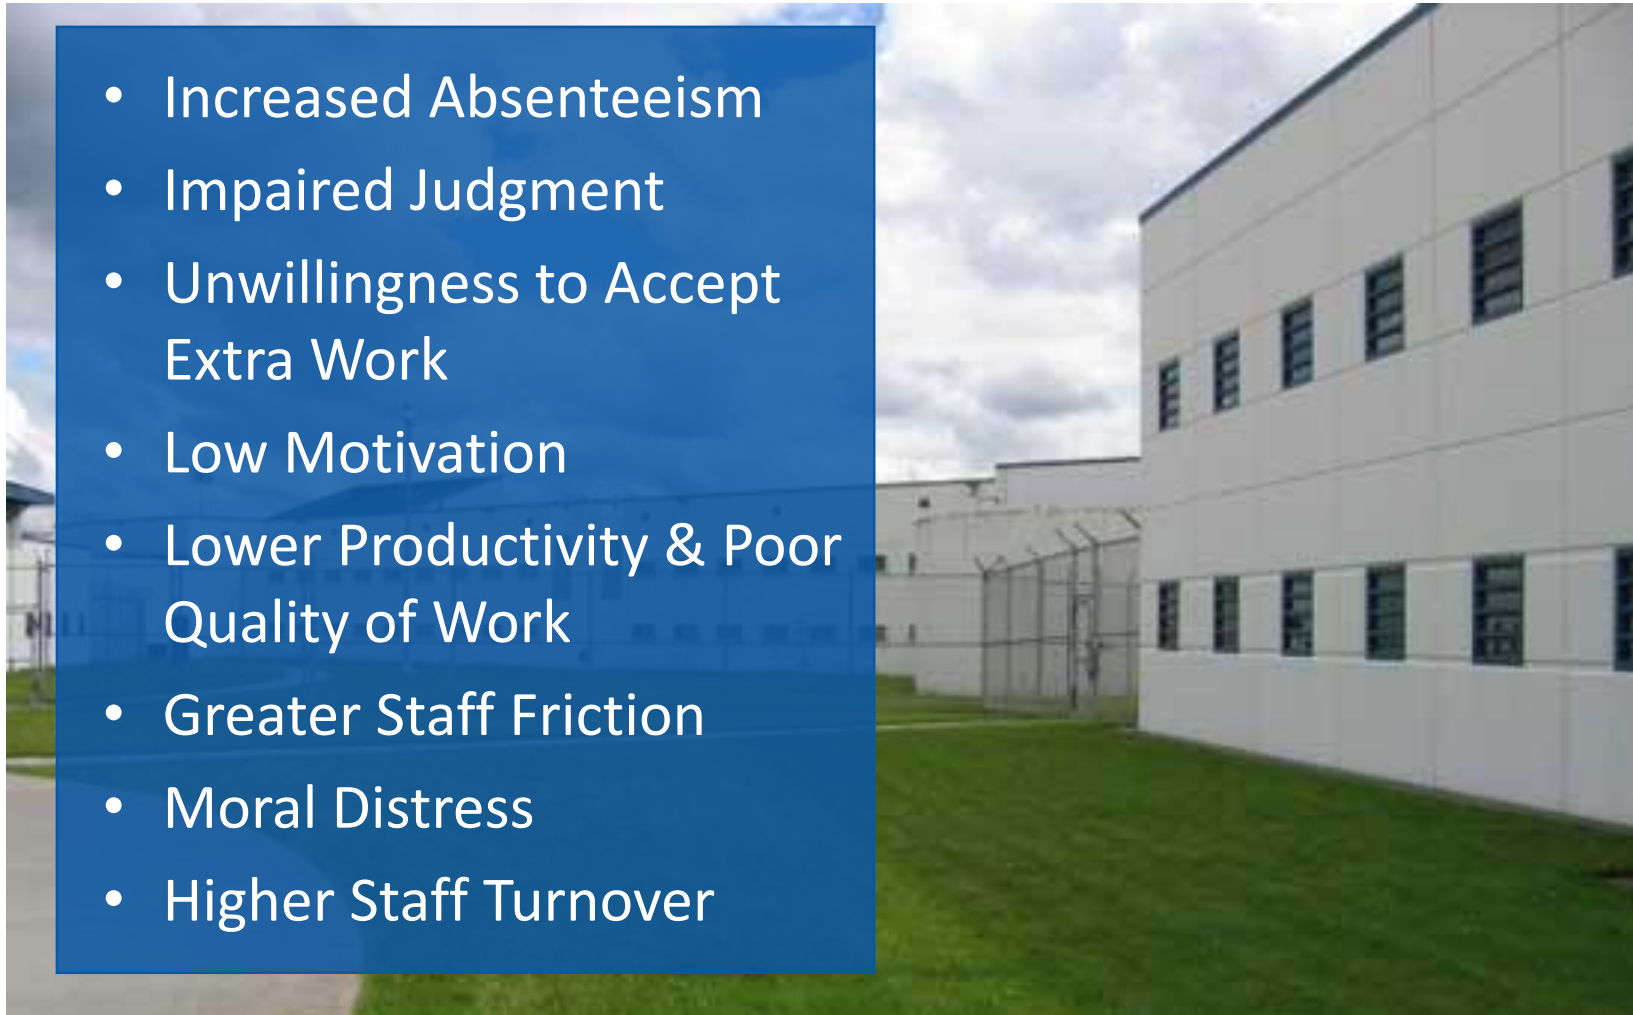 • Increased Absenteeism
• Impaired Judgment
• Unwillingness to Accept
Extra Work
• Low Motivation
• Lower Productivity & Poor
Quality of Work
• Greater Staff Friction
• Moral Distress
• Higher Staff Turnover